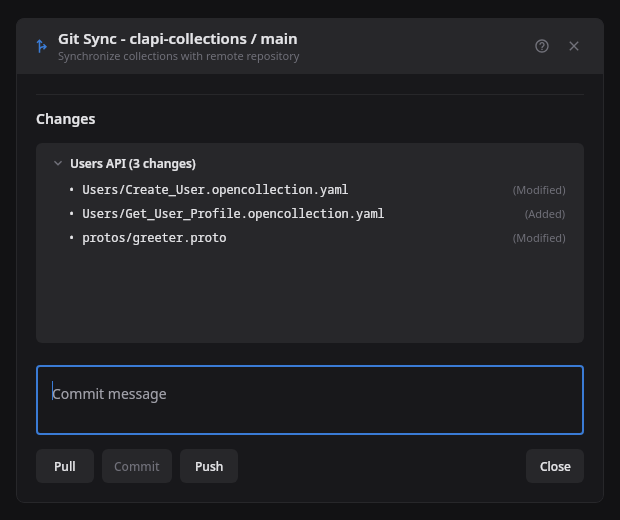 Git Sync - clapi-collections / main
Synchronize collections with remote repository
Changes
Users API (3 changes)
• Users/Create_User.opencollection.yaml (Modified)
• Users/Get_User_Profile.opencollection.yaml (Added)
• protos/greeter.proto (Modified)
Commit message
Pull Commit Push Close